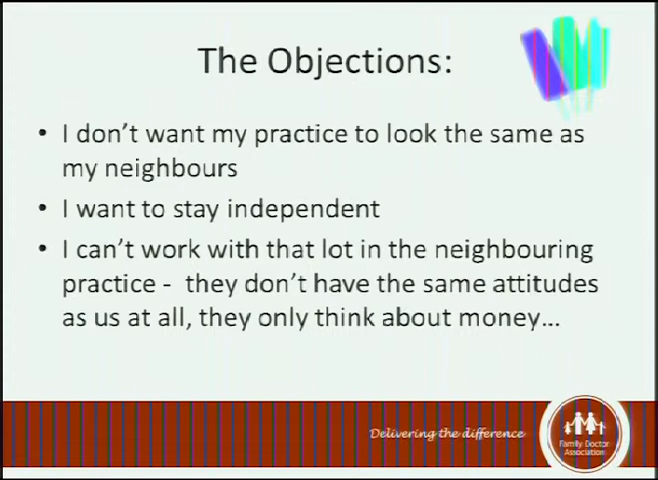 The Objections:
• I don't want my practice to look the same as
my neighbours
• I want to stay independent
• I can't work with that lot in the neighbouring
practice - they don't have the same attitudes
as us at all, they only think about money...
Delivering the difference
Family Doctor
Association